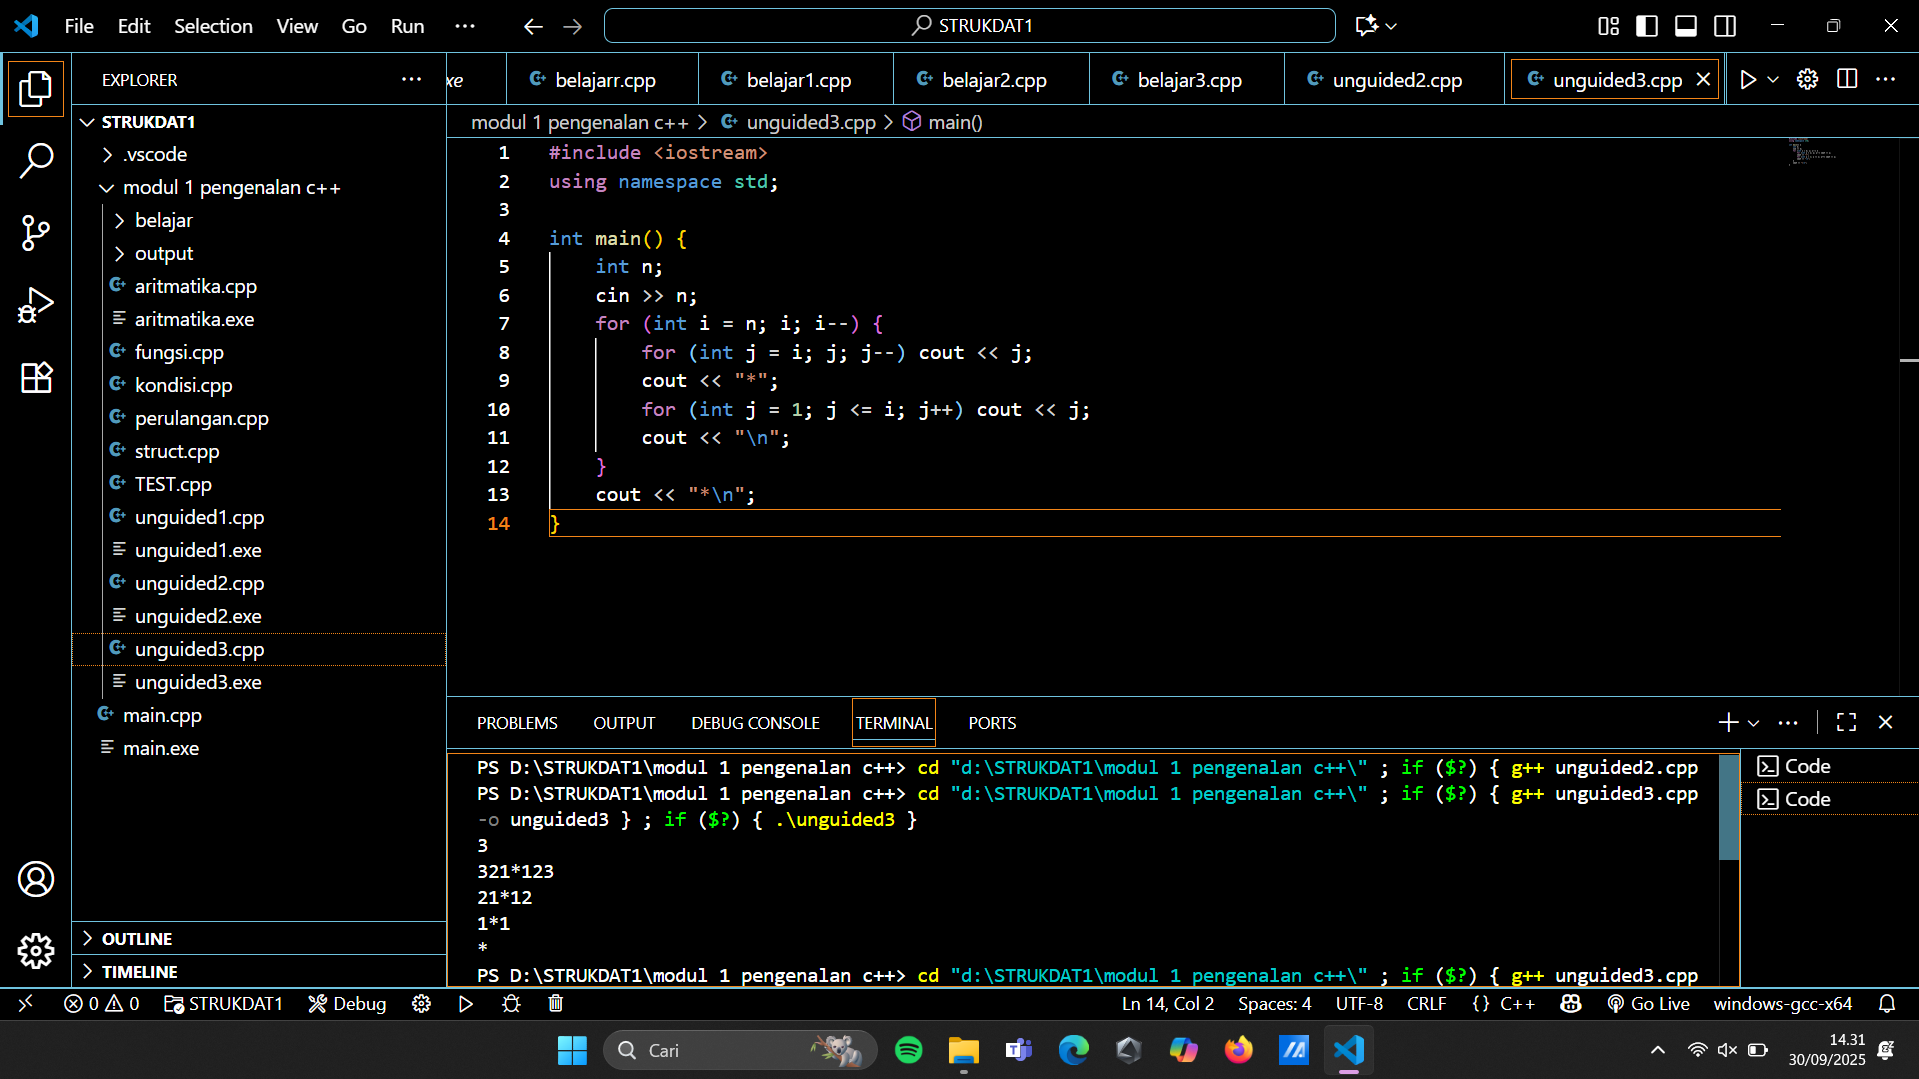 File Edit Selection View Go Run ··· STRUKDAT1
EXPLORER ···
xe belajarr.cpp belajar1.cpp belajar2.cpp belajar3.cpp unguided2.cpp unguided3.cpp
STRUKDAT1
.vscode
modul 1 pengenalan c++
belajar
output
aritmatika.cpp
aritmatika.exe
fungsi.cpp
kondisi.cpp
perulangan.cpp
struct.cpp
TEST.cpp
unguided1.cpp
unguided1.exe
unguided2.cpp
unguided2.exe
unguided3.cpp
unguided3.exe
main.cpp
main.exe
OUTLINE
TIMELINE
modul 1 pengenalan c++ > unguided3.cpp > main()
1 #include <iostream>
2 using namespace std;
3
4 int main() {
5     int n;
6     cin >> n;
7     for (int i = n; i; i--) {
8         for (int j = i; j; j--) cout << j;
9         cout << "*";
10         for (int j = 1; j <= i; j++) cout << j;
11         cout << "\n";
12     }
13     cout << "*\n";
14 }
PROBLEMS OUTPUT DEBUG CONSOLE TERMINAL PORTS
PS D:\STRUKDAT1\modul 1 pengenalan c++> cd "d:\STRUKDAT1\modul 1 pengenalan c++\" ; if ($?) { g++ unguided2.cpp
PS D:\STRUKDAT1\modul 1 pengenalan c++> cd "d:\STRUKDAT1\modul 1 pengenalan c++\" ; if ($?) { g++ unguided3.cpp
-o unguided3 } ; if ($?) { .\unguided3 }
3
321*123
21*12
1*1
*
PS D:\STRUKDAT1\modul 1 pengenalan c++> cd "d:\STRUKDAT1\modul 1 pengenalan c++\" ; if ($?) { g++ unguided3.cpp
Code
Code
0 0 STRUKDAT1 Debug Ln 14, Col 2 Spaces: 4 UTF-8 CRLF {} C++ Go Live windows-gcc-x64
Cari
14.31
30/09/2025